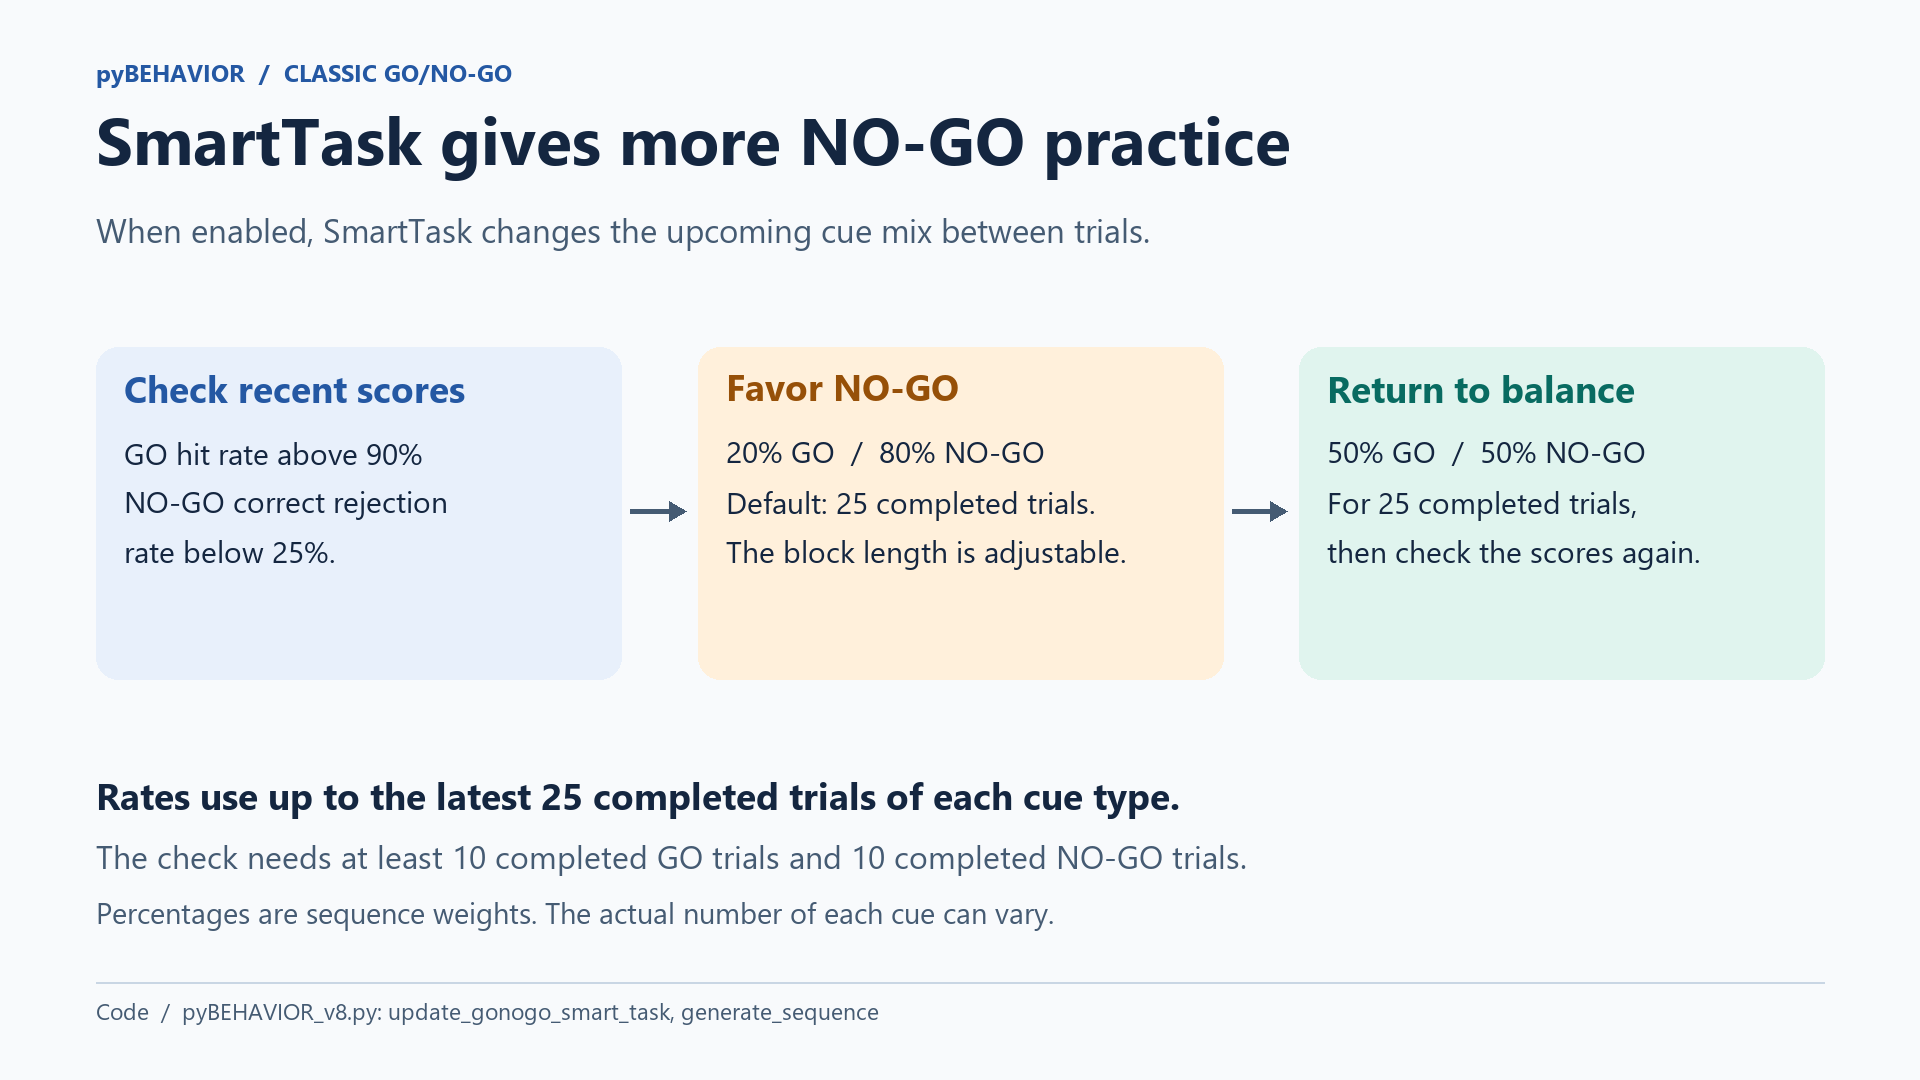 pyBEHAVIOR / CLASSIC GO/NO-GO
SmartTask gives more NO-GO practice
When enabled, SmartTask changes the upcoming cue mix between trials.
Check recent scores
GO hit rate above 90%
NO-GO correct rejection
rate below 25%.
Favor NO-GO
20% GO / 80% NO-GO
Default: 25 completed trials.
The block length is adjustable.
Return to balance
50% GO / 50% NO-GO
For 25 completed trials,
then check the scores again.
Rates use up to the latest 25 completed trials of each cue type.
The check needs at least 10 completed GO trials and 10 completed NO-GO trials.
Percentages are sequence weights. The actual number of each cue can vary.
Code / pyBEHAVIOR_v8.py: update_gonogo_smart_task, generate_sequence